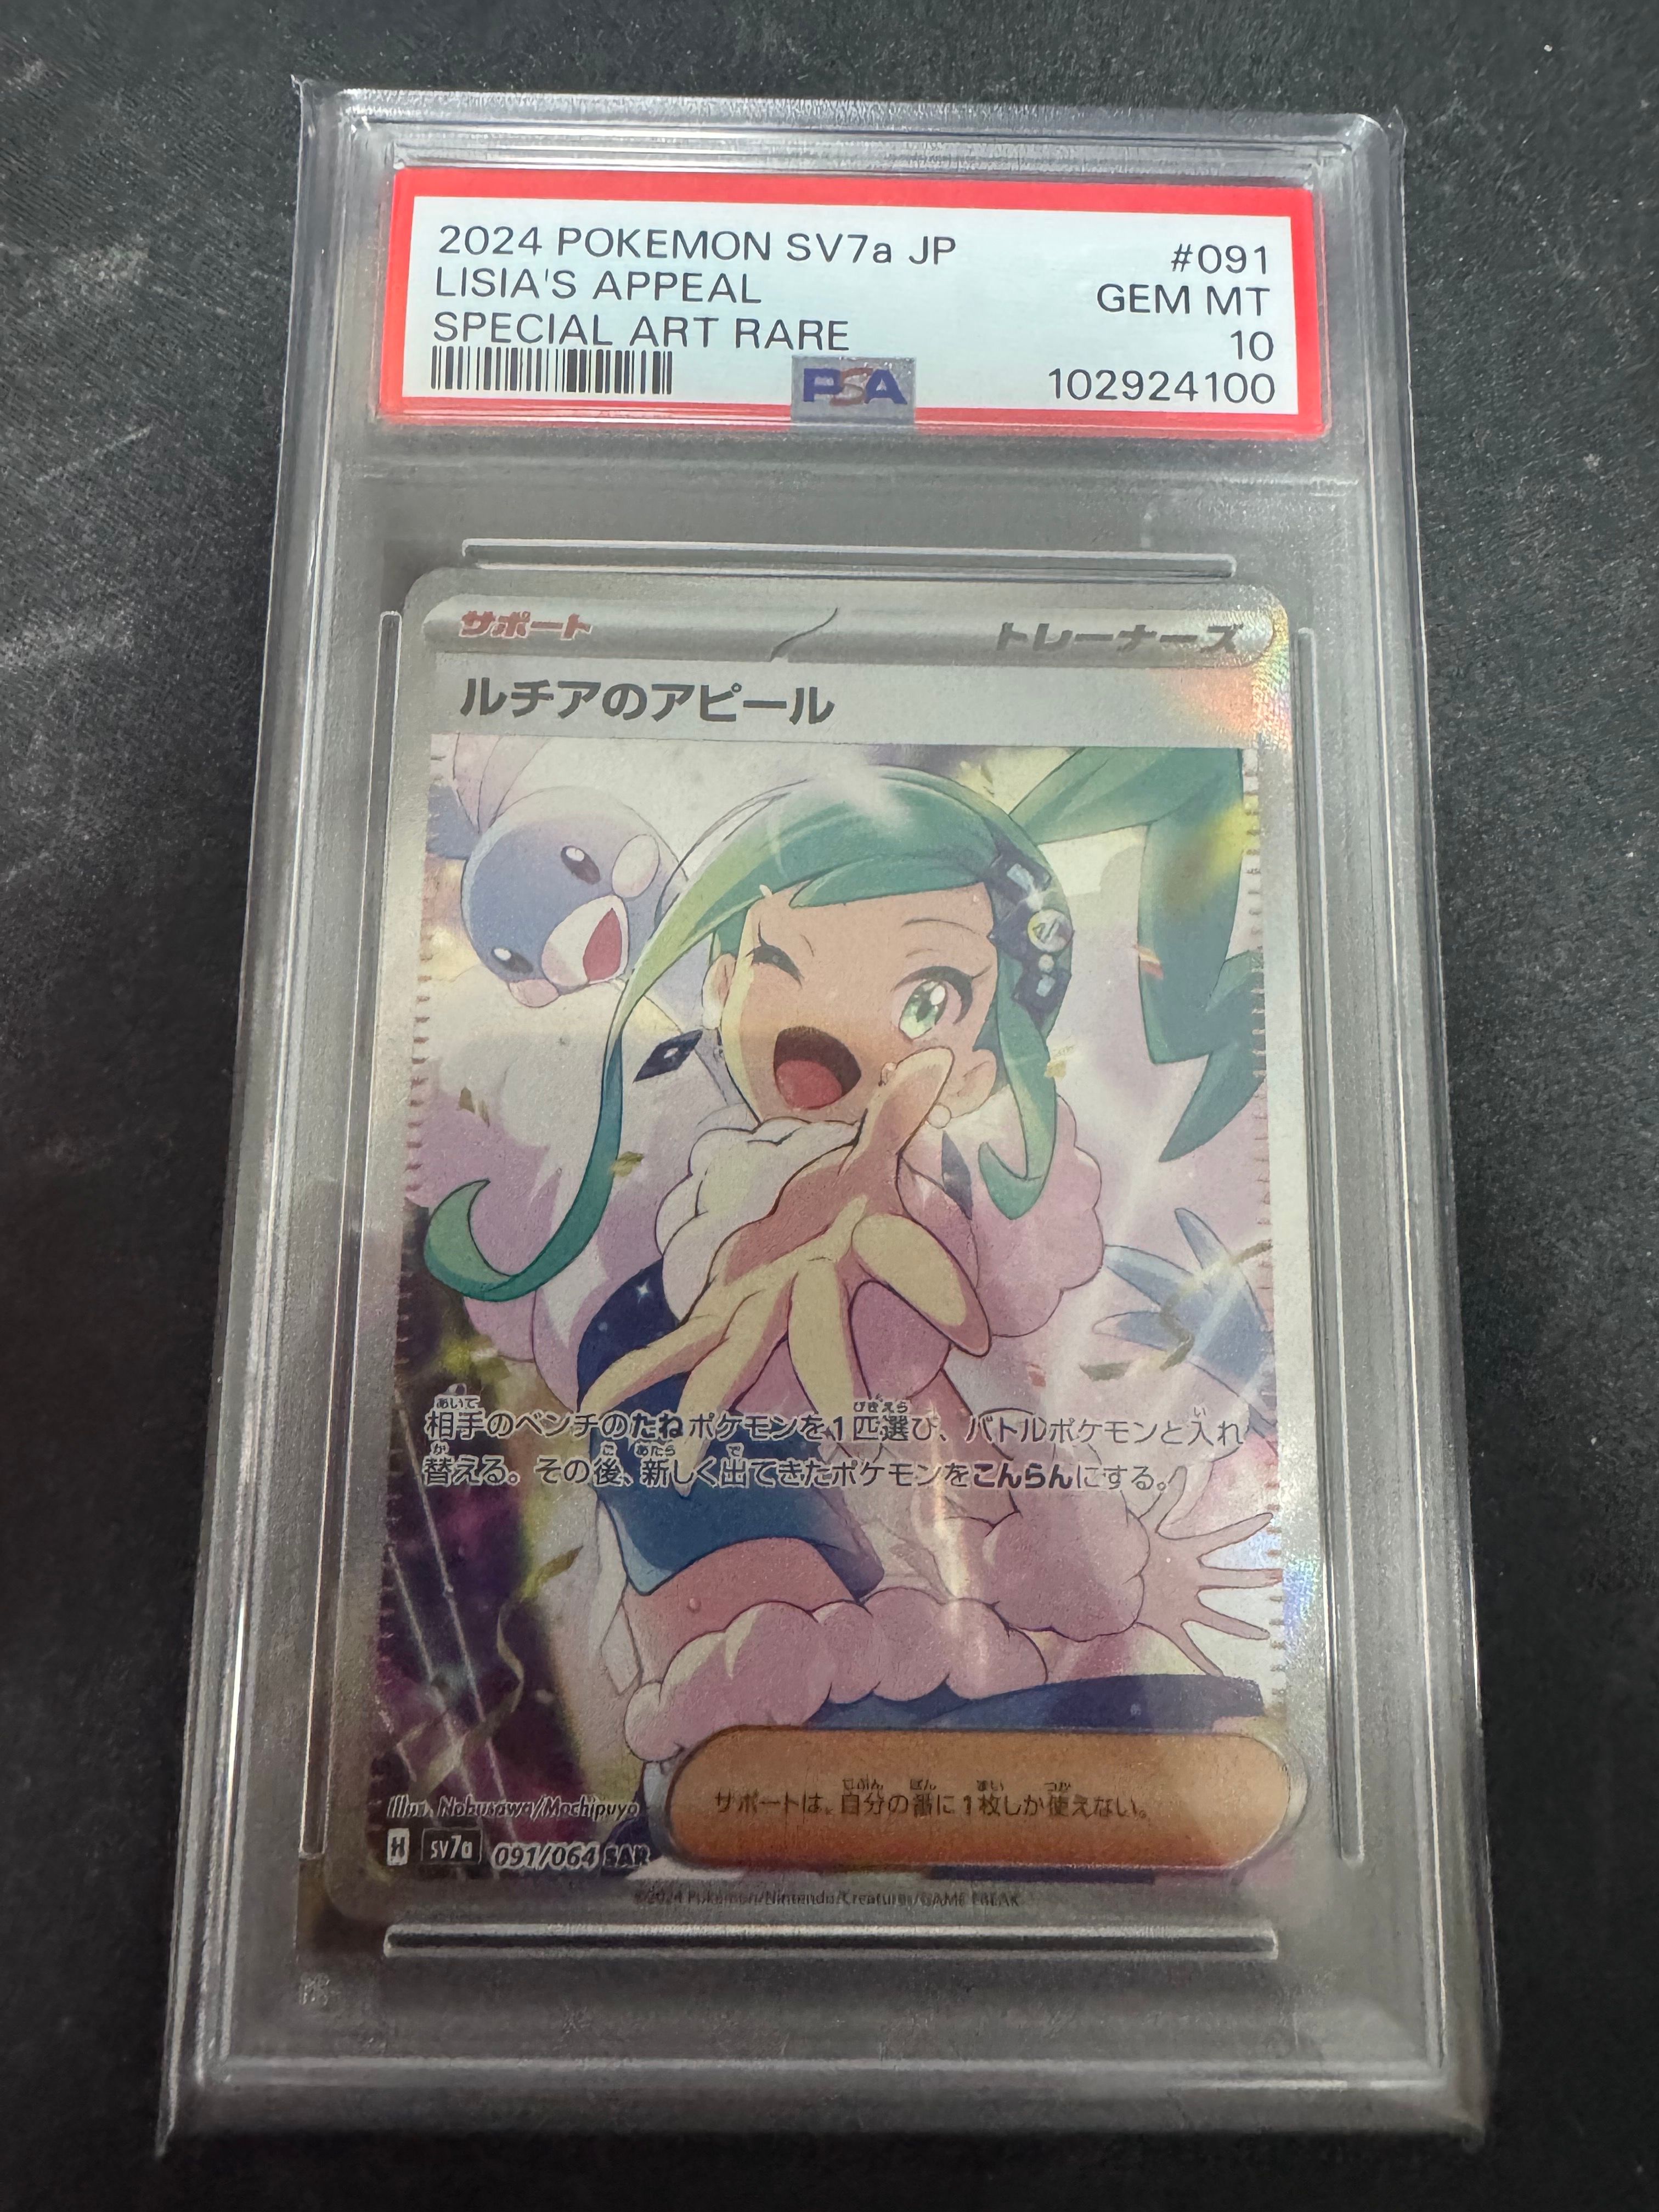 2024 POKEMON SV7a JP
#091
LISIA'S APPEAL
GEM MT
SPECIAL ART RARE
10
PSA
102924100
サポート
トレーナーズ
ルチアのアピール
相手のベンチのたねポケモンを1匹選び、バトルポケモンと入れ
替える。その後、新しく出てきたポケモンをこんらんにする。
サポートは、自分の番に1枚しか使えない。
Illus. Nobusawa/Mochipuyo
H SV7a 091/064 SAR
©2024 Pokémon/Nintendo/Creatures/GAME FREAK